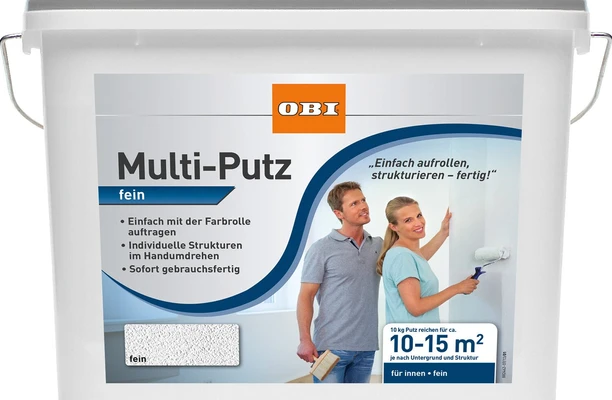 OBI
Multi-Putz
fein
• Einfach mit der Farbrolle
auftragen
• Individuelle Strukturen
im Handumdrehen
• Sofort gebrauchsfertig
„Einfach aufrollen,
strukturieren – fertig!“
fein
10 kg Putz reichen für ca.
10-15 m²
je nach Untergrund und Struktur
für innen • fein